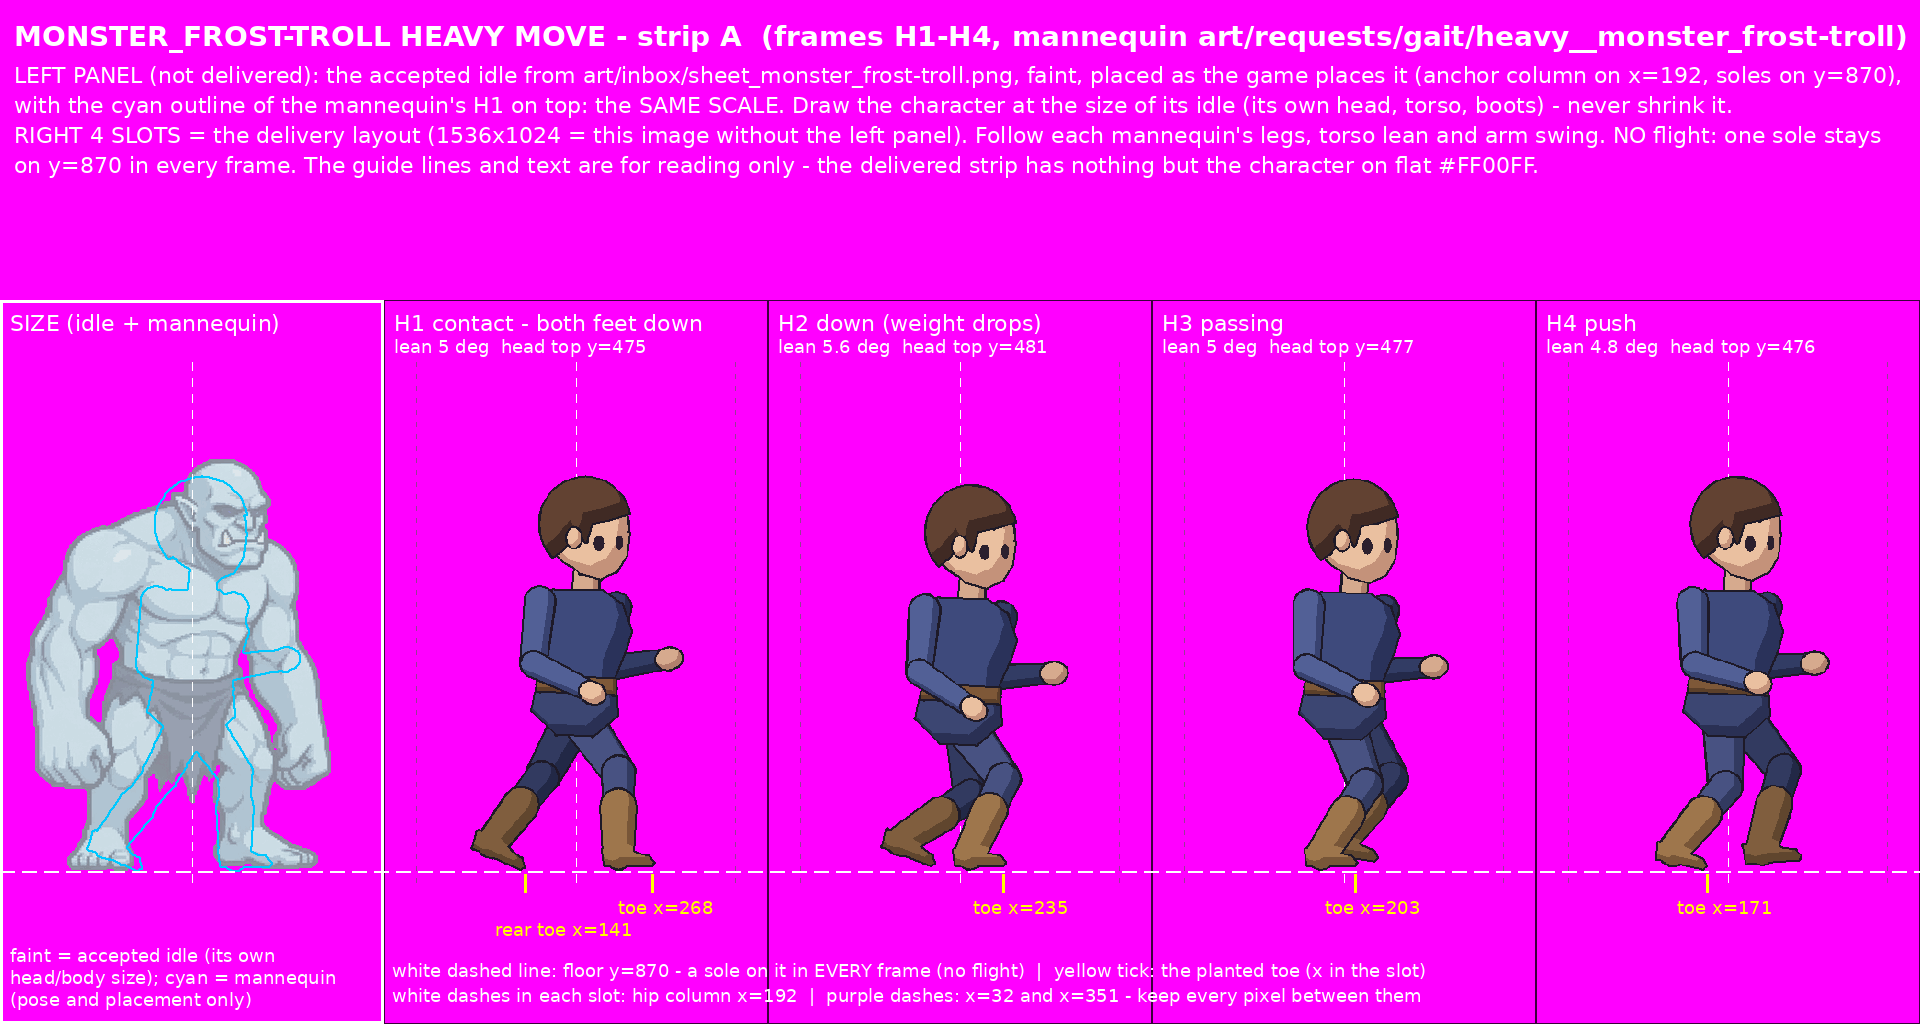 MONSTER_FROST-TROLL HEAVY MOVE - strip A  (frames H1-H4, mannequin art/requests/gait/heavy__monster_frost-troll)
LEFT PANEL (not delivered): the accepted idle from art/inbox/sheet_monster_frost-troll.png, faint, placed as the game places it (anchor column on x=192, soles on y=870),
with the cyan outline of the mannequin's H1 on top: the SAME SCALE. Draw the character at the size of its idle (its own head, torso, boots) - never shrink it.
RIGHT 4 SLOTS = the delivery layout (1536x1024 = this image without the left panel). Follow each mannequin's legs, torso lean and arm swing. NO flight: one sole stays
on y=870 in every frame. The guide lines and text are for reading only - the delivered strip has nothing but the character on flat #FF00FF.
SIZE (idle + mannequin)
H1 contact - both feet down
lean 5 deg  head top y=475
H2 down (weight drops)
lean 5.6 deg  head top y=481
H3 passing
lean 5 deg  head top y=477
H4 push
lean 4.8 deg  head top y=476
toe x=268
rear toe x=141
toe x=235
toe x=203
toe x=171
faint = accepted idle (its own
head/body size); cyan = mannequin
(pose and placement only)
white dashed line: floor y=870 - a sole on it in EVERY frame (no flight)  |  yellow tick: the planted toe (x in the slot)
white dashes in each slot: hip column x=192  |  purple dashes: x=32 and x=351 - keep every pixel between them